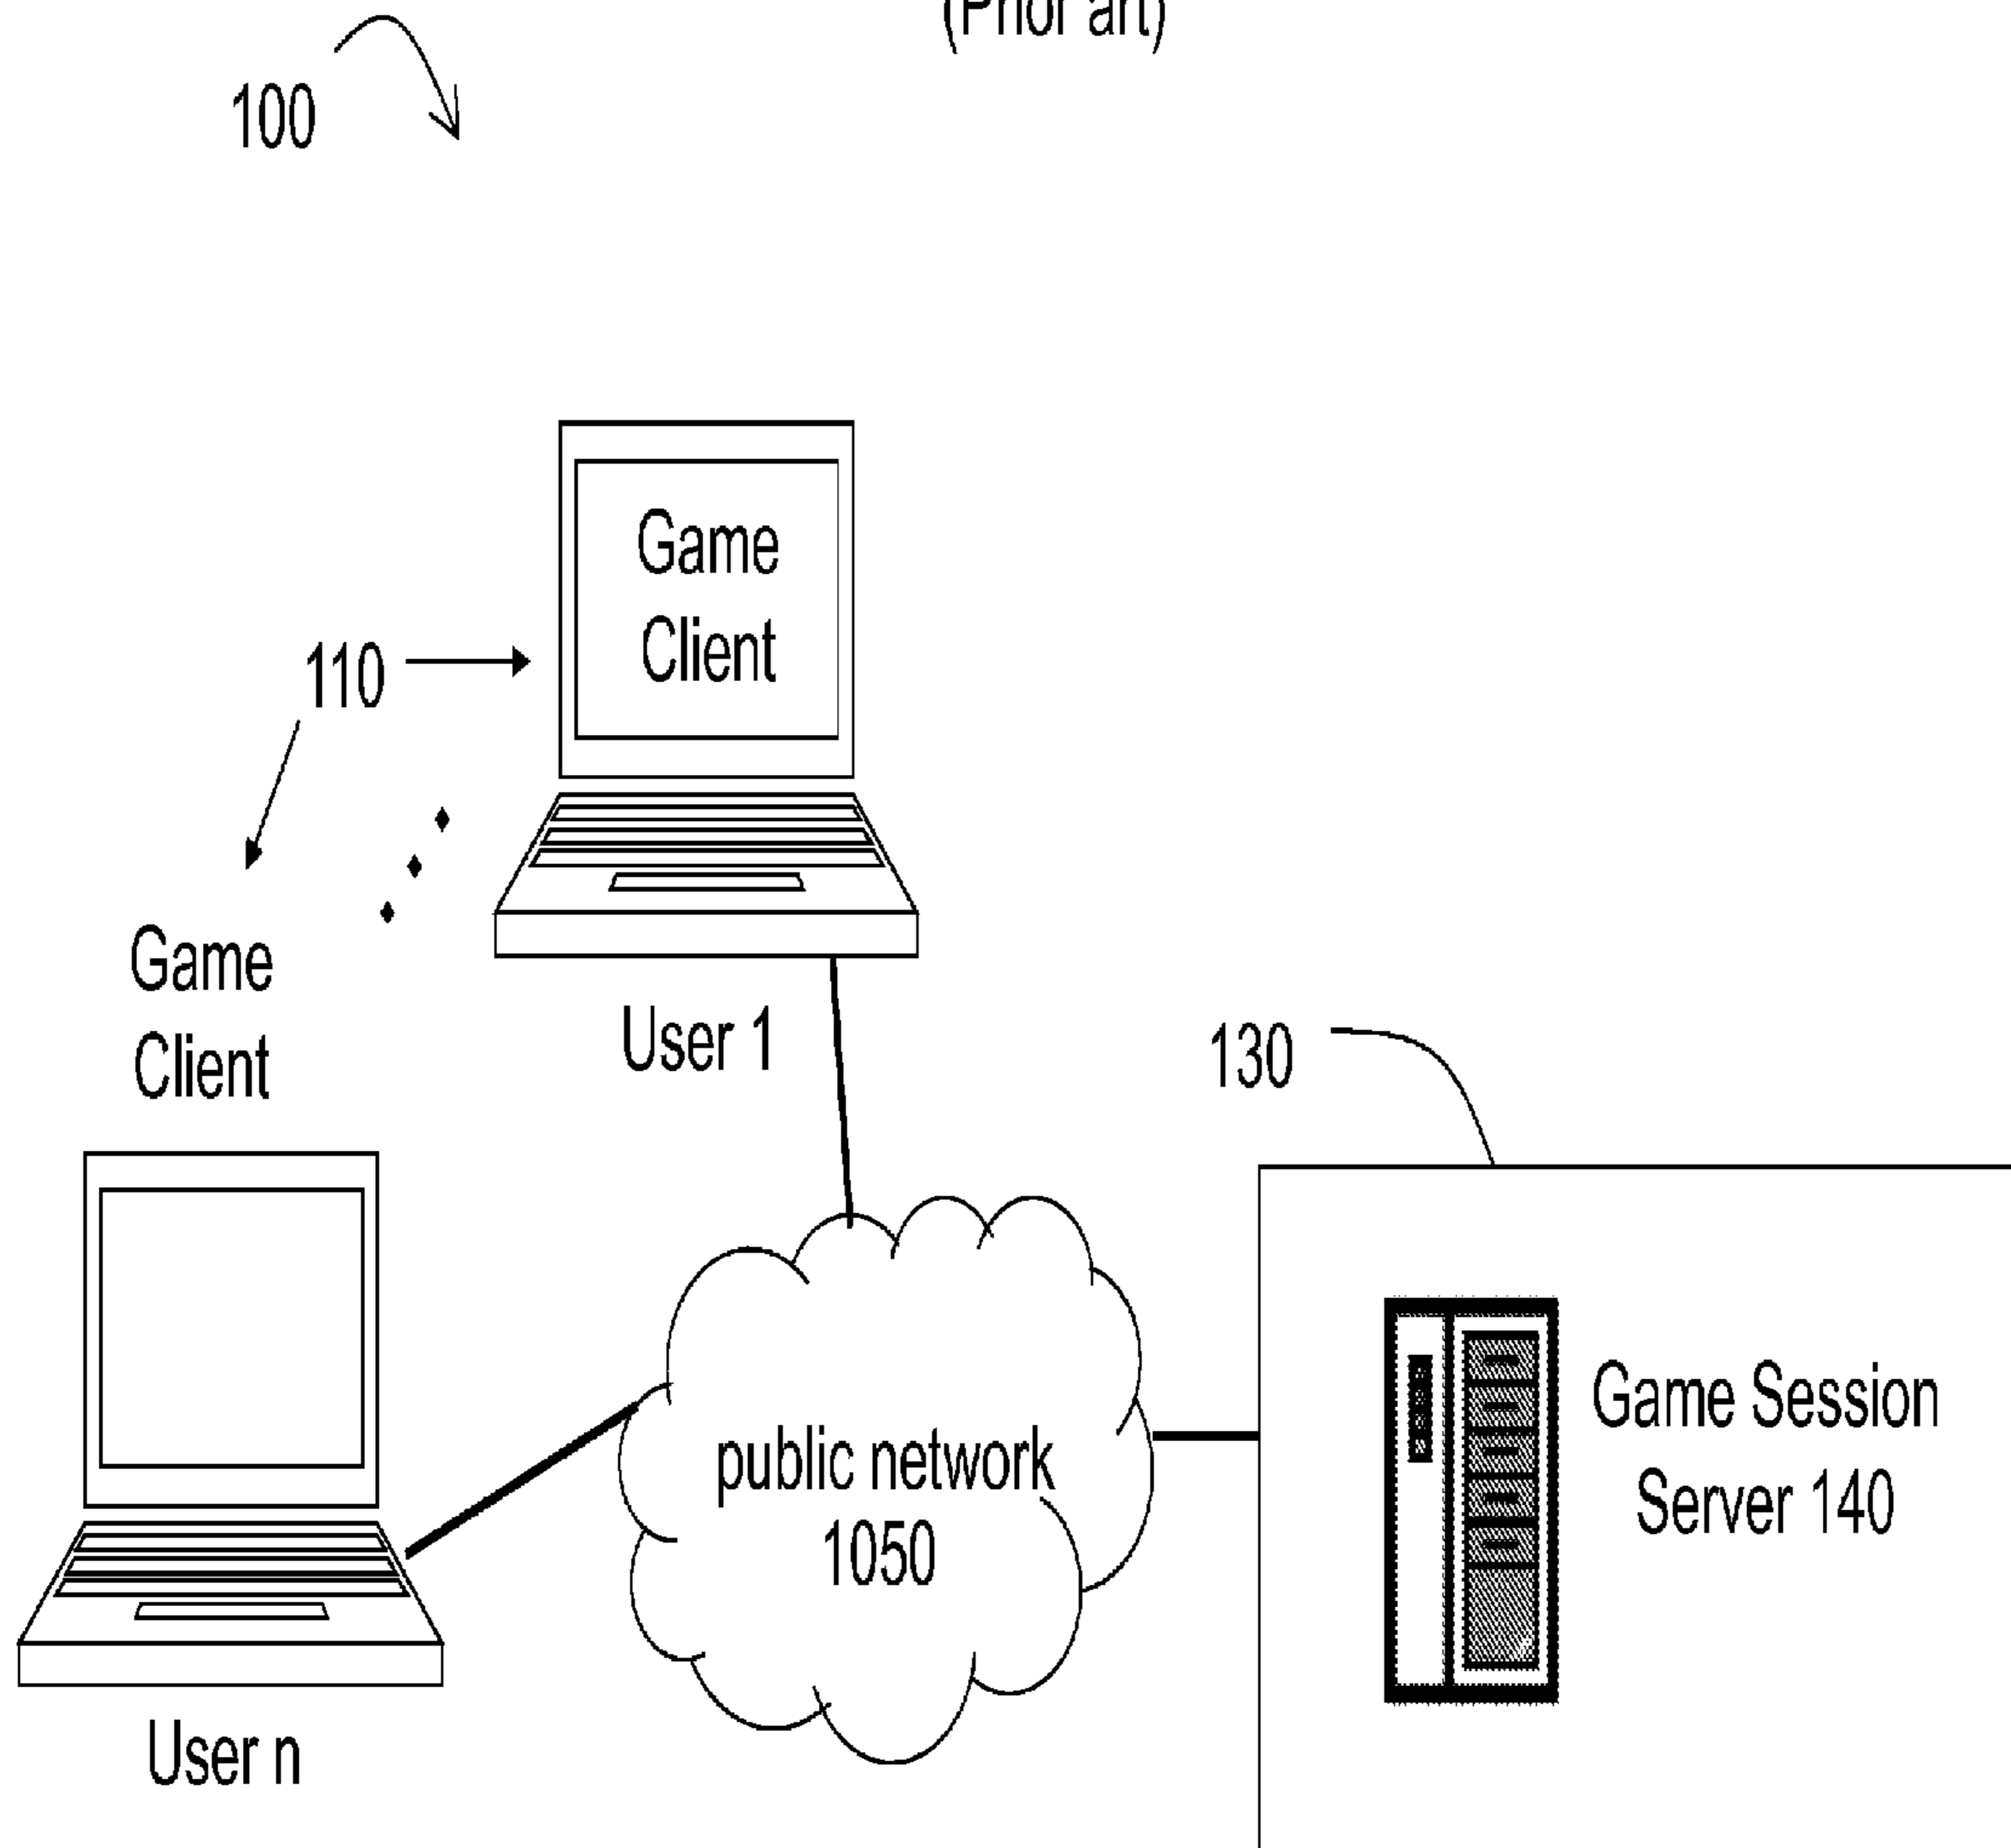 (Prior art)
100
Game
Client
110
Game
Client
User 1
130
public network
1050
Game Session
Server 140
User n